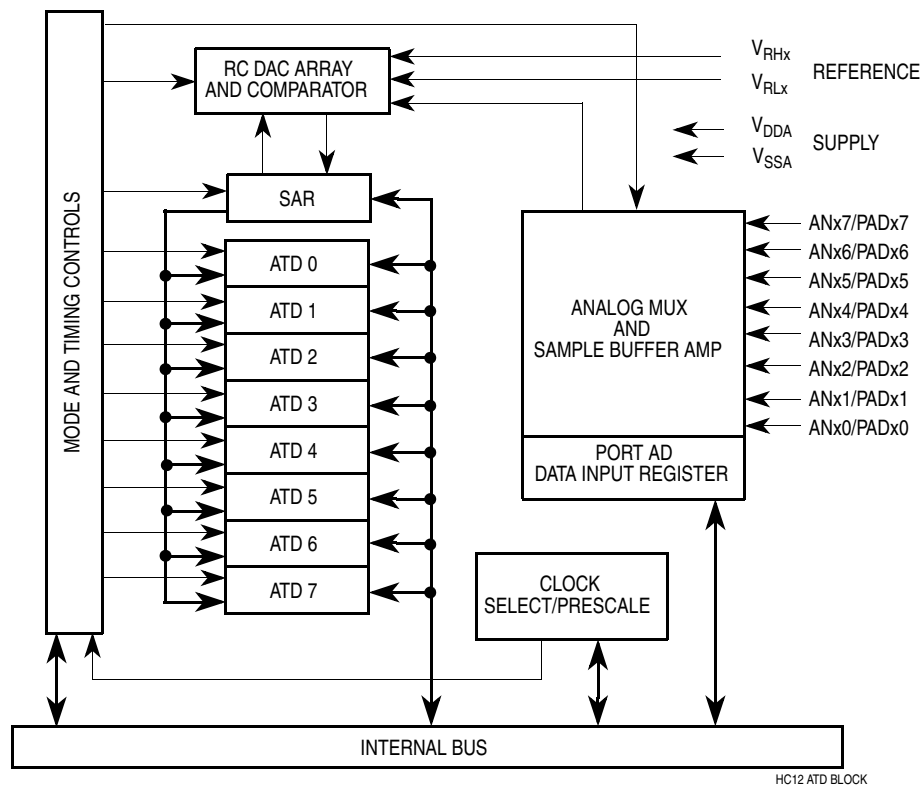 MODE AND TIMING CONTROLS
RC DAC ARRAY
AND COMPARATOR
SAR
ATD 0
ATD 1
ATD 2
ATD 3
ATD 4
ATD 5
ATD 6
ATD 7
VRHx
VRLx
REFERENCE
VDDA
VSSA
SUPPLY
ANALOG MUX
AND
SAMPLE BUFFER AMP
PORT AD
DATA INPUT REGISTER
ANx7/PADx7
ANx6/PADx6
ANx5/PADx5
ANx4/PADx4
ANx3/PADx3
ANx2/PADx2
ANx1/PADx1
ANx0/PADx0
CLOCK
SELECT/PRESCALE
INTERNAL BUS
HC12 ATD BLOCK